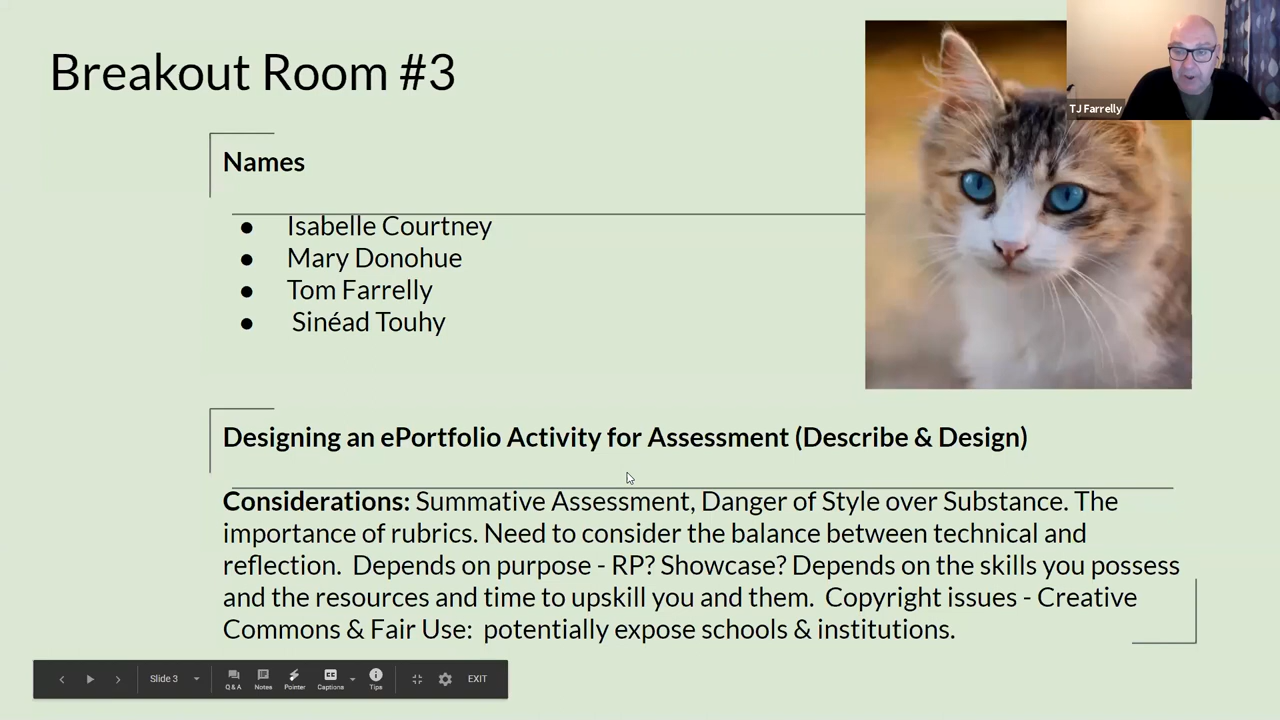 Breakout Room #3
TJ Farrelly
Names
● Isabelle Courtney
● Mary Donohue
● Tom Farrelly
● Sinéad Touhy
Designing an ePortfolio Activity for Assessment (Describe & Design)
Considerations: Summative Assessment, Danger of Style over Substance. The
importance of rubrics. Need to consider the balance between technical and
reflection. Depends on purpose - RP? Showcase? Depends on the skills you possess
and the resources and time to upskill you and them. Copyright issues - Creative
Commons & Fair Use: potentially expose schools & institutions.
Slide 3 Q & A Notes Pointer Captions Tips EXIT